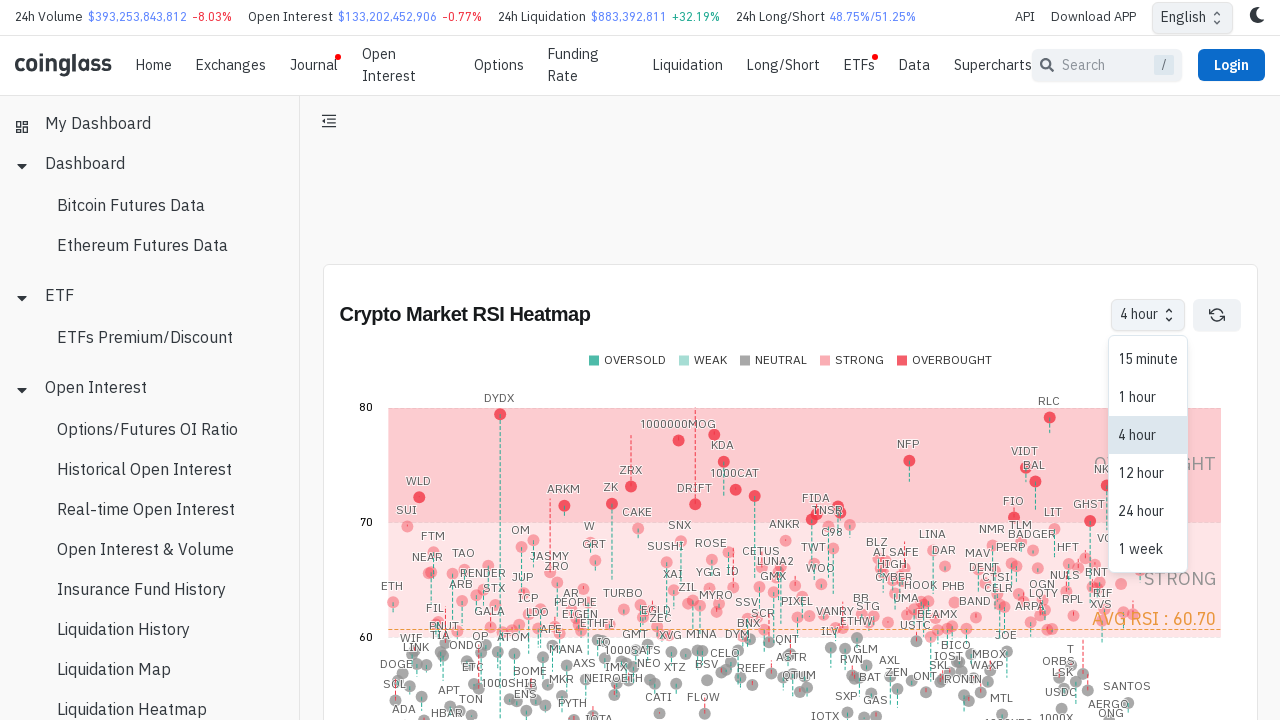 24h Volume $393,253,843,812 -8.03% Open Interest $133,202,452,906 -0.77% 24h Liquidation $883,392,811 +32.19% 24h Long/Short 48.75%/51.25% API Download APP English
coinglass Home Exchanges Journal Open Interest Options Funding Rate Liquidation Long/Short ETFs Data Supercharts Search / Login
My Dashboard
Dashboard
Bitcoin Futures Data
Ethereum Futures Data
ETF
ETFs Premium/Discount
Open Interest
Options/Futures OI Ratio
Historical Open Interest
Real-time Open Interest
Open Interest & Volume
Insurance Fund History
Liquidation History
Liquidation Map
Liquidation Heatmap
Crypto Market RSI Heatmap
4 hour
15 minute
1 hour
4 hour
12 hour
24 hour
1 week
OVERSOLD WEAK NEUTRAL STRONG OVERBOUGHT
80
70
60
STRONG
AVG RSI : 60.70
DYDX
RLC
1000000MOG
KDA
NFP
VIDT
BAL
WLD
ZRX
1000CAT
ARKM
ZK
DRIFT
FIDA
FIO
GHST
SUI
CAKE
TNSR
LIT
W
SNX
ANKR
C98
NMR
TLM
BADGER
FTM
OM
GRT
SUSHI
ROSE
CETUS
TWT
BLZ
LINA
PERP
HFT
NEAR
TAO
JASMY
ZRO
LUNA2
WOO
AI
SAFE
DAR
MAV
ETH
ARB
RENDER
JUP
XAI
YGG
ID
GMX
HIGH
CYBER
DENT
CTSI
NULS
BNT
STX
ICP
AR
TURBO
ZIL
MYRO
SSV
PIXEL
BB
STG
UMA
HOOK
PHB
CELR
OGN
LQTY
RIF
FIL
GALA
LDO
PEOPLE
EIGEN
EGLD
ZEC
SCR
VANRY
BEAMX
BAND
ARPA
RPL
XVS
NOT
TIA
APE
ETHFI
BNX
ETHW
USTC
WIF
LINK
ONDO
OP
ATOM
IO
GMT
XVG
MINA
DYM
QNT
ILY
GLM
BICO
JOE
T
DOGE
ETC
MANA
AXS
1000SATS
IMX
NEO
XTZ
BSV
CELO
REEF
ASTR
RVN
AXL
IOST
SKL
MBOX
WAXP
ORBS
LSK
SOL
APT
TON
1000SHIB
BOME
ENS
MKR
NEIROETH
QTUM
BAT
ZEN
ONT
RONIN
USDC
SANTOS
ADA
HBAR
PYTH
IOTA
CATI
FLOW
SXP
IOTX
GAS
MTL
1000X
AERGO
ONG